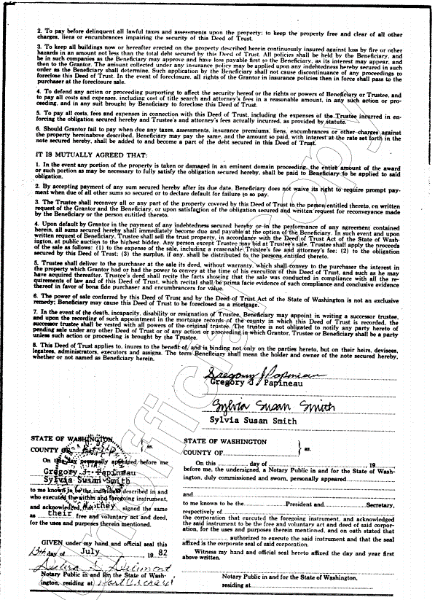 2. To pay before delinquent all lawful taxes and assessments upon the property; to keep the property free and clear of all other
charges, liens or encumbrances impairing the security of this Deed of Trust.
3. To keep all buildings now or hereafter erected on the property described herein continuously insured against loss by fire or other
hazards in an amount not less than the total debt secured by this Deed of Trust. All policies shall be held by the Beneficiary, and
be in such companies as the Beneficiary may approve and have loss payable first to the Beneficiary, as its interest may appear, and
then to the Grantor. The amount collected under any insurance policy may be applied upon any indebtedness hereby secured in such
order as the Beneficiary shall determine. Such application by the Beneficiary shall not cause discontinuance of any proceedings to
foreclose this Deed of Trust. In the event of foreclosure, all rights of the Grantor in insurance policies then in force shall pass to the
purchaser at the foreclosure sale.
4. To defend any action or proceeding purporting to affect the security hereof or the rights or powers of Beneficiary or Trustee, and
to pay all costs and expenses, including cost of title search and attorney's fees in a reasonable amount, in any such action or pro-
ceeding, and in any suit brought by Beneficiary to foreclose this Deed of Trust.
5. To pay all costs, fees and expenses in connection with this Deed of Trust, including the expenses of the Trustee incurred in en-
forcing the obligation secured hereby and Trustee's and attorney's fees actually incurred, as provided by statute.
6. Should Grantor fail to pay when due any taxes, assessments, insurance premiums, liens, encumbrances or other charges against
the property hereinabove described, Beneficiary may pay the same, and the amount so paid, with interest at the rate set forth in the
note secured hereby, shall be added to and become a part of the debt secured in this Deed of Trust.
IT IS MUTUALLY AGREED THAT:
1. In the event any portion of the property is taken or damaged in an eminent domain proceeding, the entire amount of the award
or such portion as may be necessary to fully satisfy the obligation secured hereby, shall be paid to Beneficiary to be applied to said
obligation.
2. By accepting payment of any sum secured hereby after its due date, Beneficiary does not waive its right to require prompt pay-
ment when due of all other sums so secured or to declare default for failure to so pay.
3. The Trustee shall reconvey all or any part of the property covered by this Deed of Trust to the person entitled thereto, on written
request of the Grantor and the Beneficiary, or upon satisfaction of the obligation secured and written request for reconveyance made
by the Beneficiary or the person entitled thereto.
4. Upon default by Grantor in the payment of any indebtedness secured hereby or in the performance of any agreement contained
herein, all sums secured hereby shall immediately become due and payable at the option of the Beneficiary. In such event and upon
written request of Beneficiary, Trustee shall sell the trust property, in accordance with the Deed of Trust Act of the State of Wash-
ington, at public auction to the highest bidder. Any person except Trustee may bid at Trustee's sale. Trustee shall apply the proceeds
of the sale as follows: (1) to the expense of the sale, including a reasonable Trustee's fee and attorney's fee; (2) to the obligation
secured by this Deed of Trust; (3) the surplus, if any, shall be distributed to the persons entitled thereto.
5. Trustee shall deliver to the purchaser at the sale its deed, without warranty, which shall convey to the purchaser the interest in
the property which Grantor had or had the power to convey at the time of his execution of this Deed of Trust, and such as he may
have acquired thereafter. Trustee's deed shall recite the facts showing that the sale was conducted in compliance with all the re-
quirements of law and of this Deed of Trust, which recital shall be prima facie evidence of such compliance and conclusive evidence
thereof in favor of bona fide purchaser and encumbrancers for value.
6. The power of sale conferred by this Deed of Trust and by the Deed of Trust Act of the State of Washington is not an exclusive
remedy; Beneficiary may cause this Deed of Trust to be foreclosed as a mortgage.
7. In the event of the death, incapacity, disability or resignation of Trustee, Beneficiary may appoint in writing a successor trustee,
and upon the recording of such appointment in the mortgage records of the county in which this Deed of Trust is recorded, the
successor trustee shall be vested with all powers of the original trustee. The trustee is not obligated to notify any party hereto of
pending sale under any other Deed of Trust or of any action or proceeding in which Grantor, Trustee or Beneficiary shall be a party
unless such action or proceeding is brought by the Trustee.
8. This Deed of Trust applies to, inures to the benefit of, and is binding not only on the parties hereto, but on their heirs, devisees,
legatees, administrators, executors and assigns. The term Beneficiary shall mean the holder and owner of the note secured hereby,
whether or not named as Beneficiary herein.
Gregory J Papineau
Gregory J Papineau
Sylvia Susan Smith
Sylvia Susan Smith
STATE OF WASHINGTON
COUNTY OF
ss
On this day personally appeared before me
Gregory J. Papineau
Sylvia Susan Smith
to me known to be the individual described in and
who executed the within and foregoing instrument,
and acknowledged that they signed the same
as their free and voluntary act and deed,
for the uses and purposes therein mentioned.
GIVEN under my hand and official seal this
13th day of July 19 82
Notary Public in and for the State of Wash-
ington, residing at
STATE OF WASHINGTON
COUNTY OF
ss
On this day of 19
before me, the undersigned, a Notary Public in and for the State of Wash-
ington, duly commissioned and sworn, personally appeared
and
to me known to be the President and Secretary,
respectively of
the corporation that executed the foregoing instrument, and acknowledged
the said instrument to be the free and voluntary act and deed of said corpor-
ation, for the uses and purposes therein mentioned, and on oath stated that
authorized to execute the said instrument and that the seal
affixed is the corporate seal of said corporation.
Witness my hand and official seal hereto affixed the day and year first
above written.
Notary Public in and for the State of Washington,
residing at